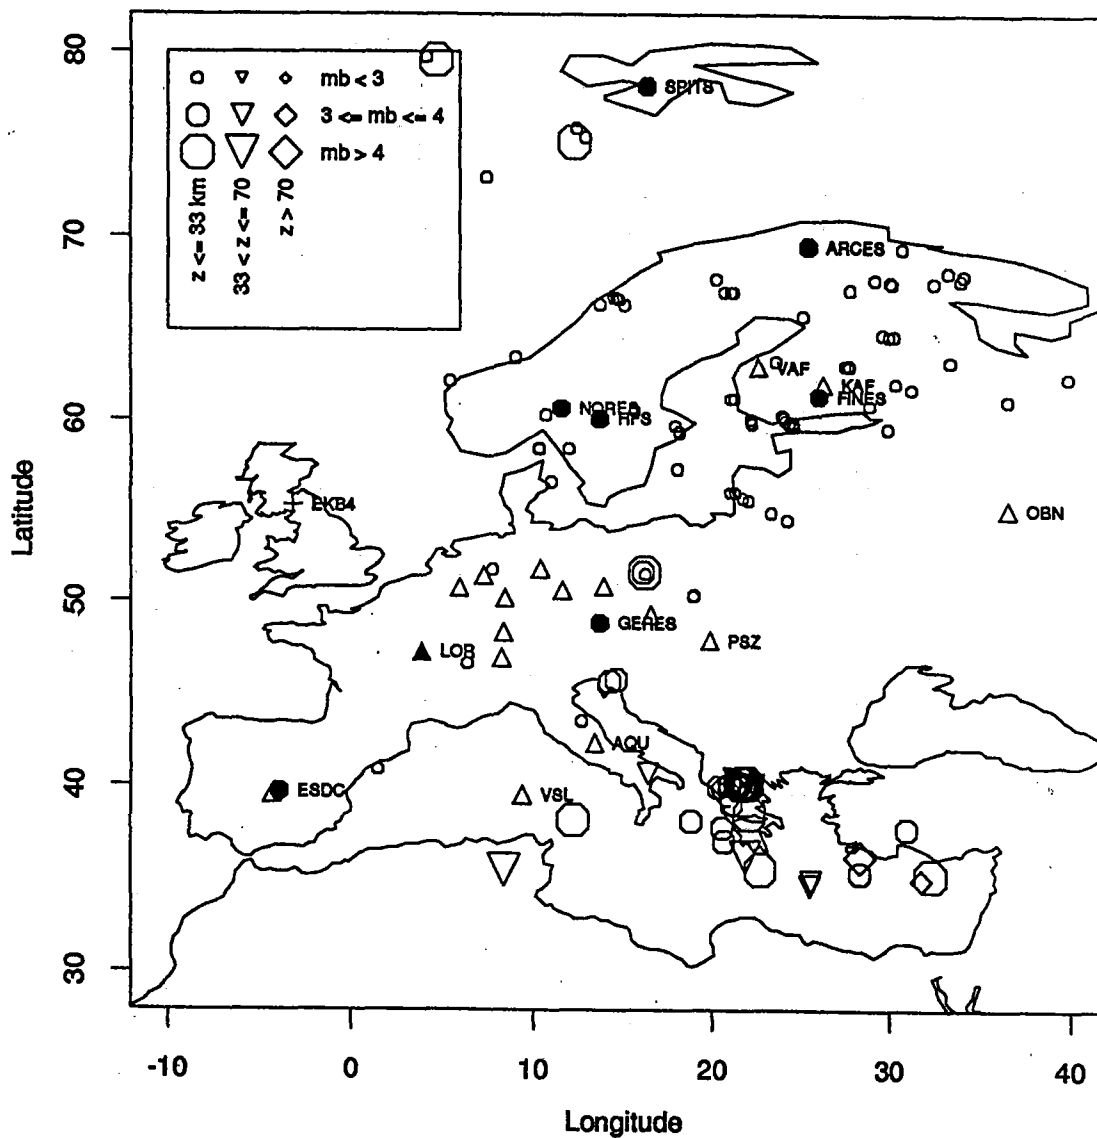 80
70
60
50
40
30
Latitude
mb < 3
3 <= mb <= 4
mb > 4
z <= 33 km
33 < z <= 70
z > 70
SPITS
ARCES
VAF
KAF
FINES
NORES
HFS
EKB4
OBN
GERES
PSZ
LOR
AQU
ESDC
VSL
-10
0
10
20
30
40
Longitude